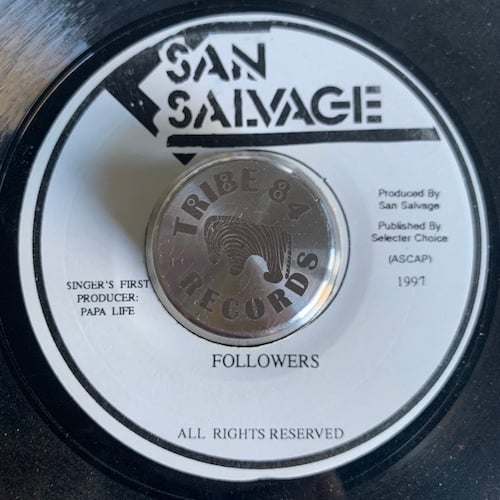 SAN
SALVAGE
TRIBE 84
RECORDS
Produced By
San Salvage
Published By
Selecter Choice
(ASCAP)
1997
SINGER'S FIRST
PRODUCER:
PAPA LIFE
FOLLOWERS
ALL RIGHTS RESERVED